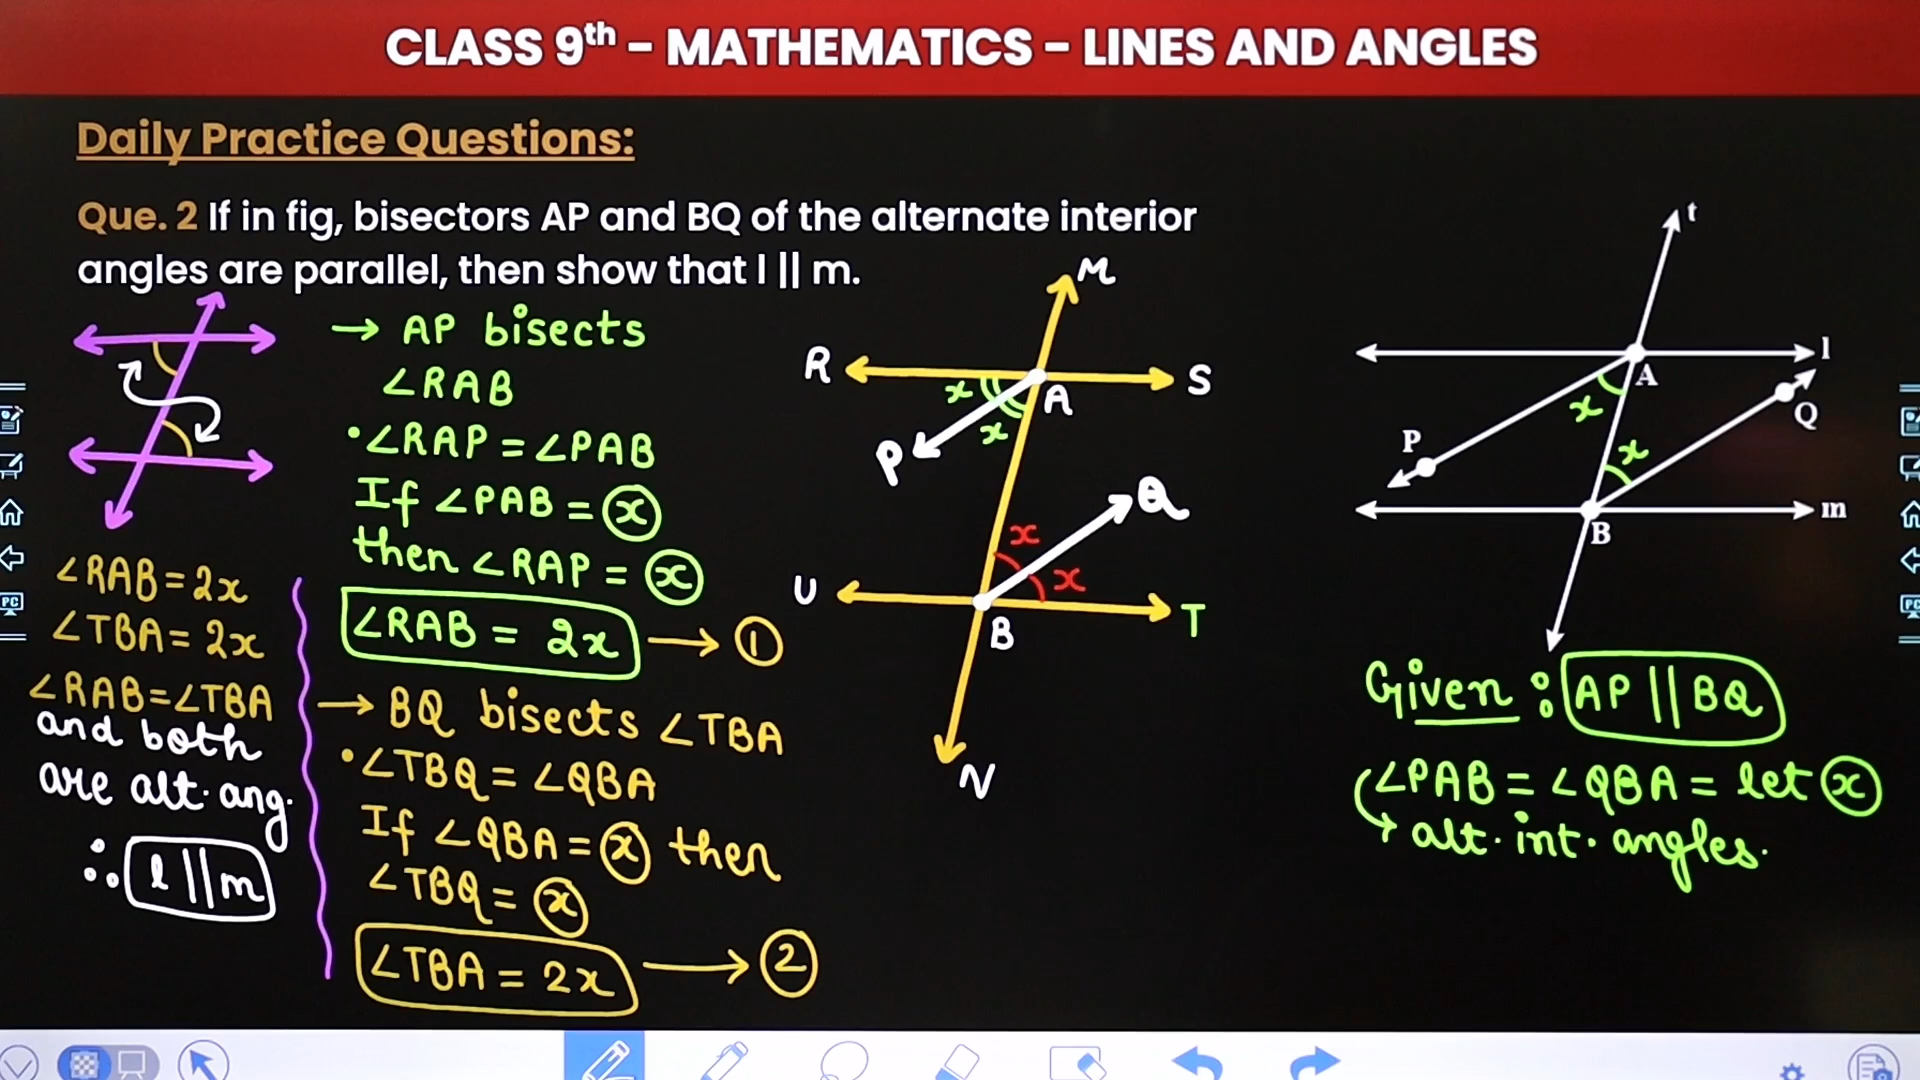 CLASS 9th – MATHEMATICS – LINES AND ANGLES
Daily Practice Questions:
Que. 2 If in fig, bisectors AP and BQ of the alternate interior
angles are parallel, then show that l || m.
→ AP bisects
∠RAB
• ∠RAP = ∠PAB
If ∠PAB = x
then ∠RAP = x
∠RAB = 2x → 1
→ BQ bisects ∠TBA
• ∠TBQ = ∠QBA
If ∠QBA = x then
∠TBQ = x
∠TBA = 2x → 2
∠RAB = 2x
∠TBA = 2x
∠RAB = ∠TBA
and both
are alt. ang.
∴ l || m
M
R
S
x
A
x
P
Q
x
U
x
T
B
N
t
l
A
Q
x
P
x
m
B
Given : AP || BQ
∠PAB = ∠QBA = let x
→ alt. int. angles.
PC
PC